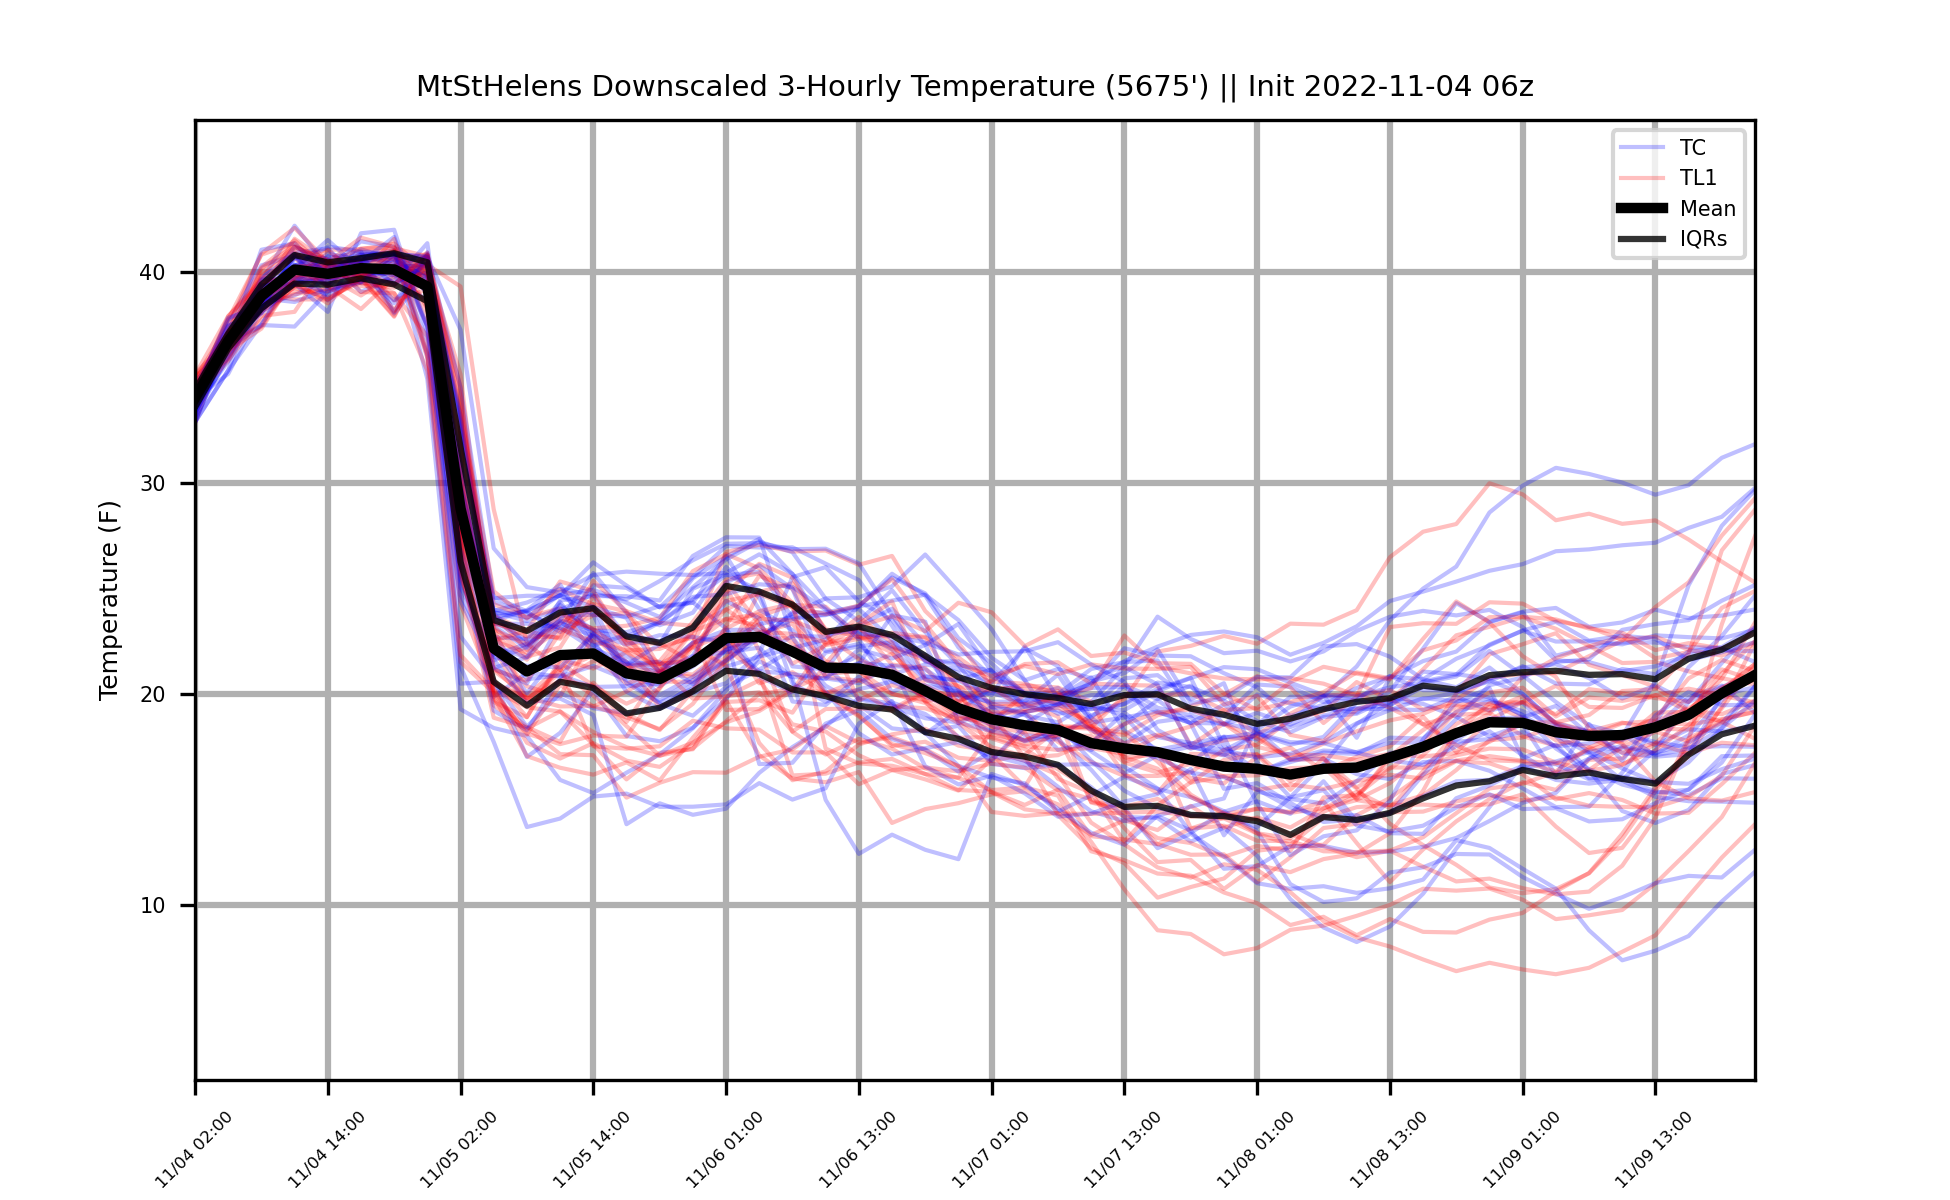 MtStHelens Downscaled 3-Hourly Temperature (5675') || Init 2022-11-04 06z
TC
TL1
Mean
IQRs
Temperature (F)
40
30
20
10
11/04 02:00
11/04 14:00
11/05 02:00
11/05 14:00
11/06 01:00
11/06 13:00
11/07 01:00
11/07 13:00
11/08 01:00
11/08 13:00
11/09 01:00
11/09 13:00